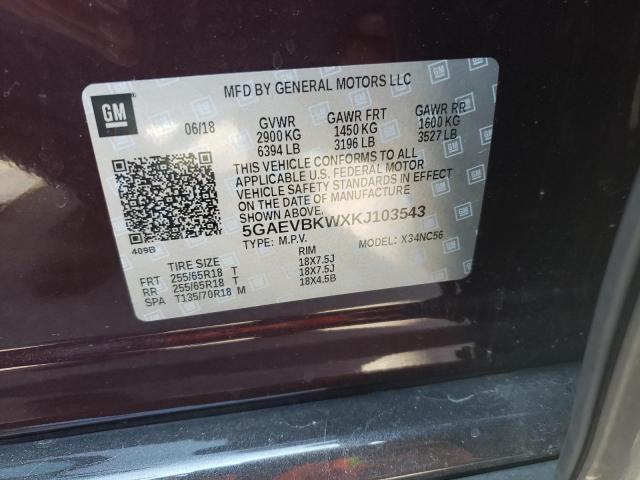 MFD BY GENERAL MOTORS LLC
GM
06/18
GVWR GAWR FRT GAWR RR
2900 KG 1450 KG 1600 KG
6394 LB 3196 LB 3527 LB
THIS VEHICLE CONFORMS TO ALL
APPLICABLE U.S. FEDERAL MOTOR
VEHICLE SAFETY STANDARDS IN EFFECT
ON THE DATE OF MANUFACTURE
5GAEVBKWXKJ103543
409B
TYPE: M.P.V. MODEL: X34NC56
TIRE SIZE RIM
FRT 255/65R18 T 18X7.5J
RR 255/65R18 T 18X7.5J
SPA T135/70R18 M 18X4.5B